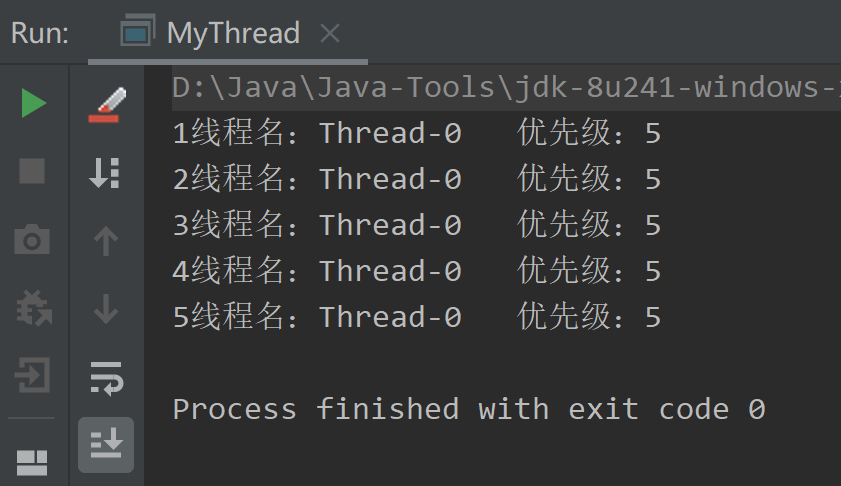 Run: MyThread
D:\Java\Java-Tools\jdk-8u241-windows-
1线程名：Thread-0 优先级：5
2线程名：Thread-0 优先级：5
3线程名：Thread-0 优先级：5
4线程名：Thread-0 优先级：5
5线程名：Thread-0 优先级：5
Process finished with exit code 0